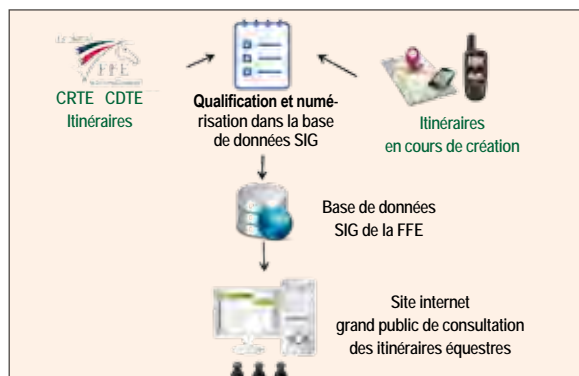 FFE
CRTE CDTE
Itinéraires
Qualification et numé-
risation dans la base
de données SIG
Itinéraires
en cours de création
Base de données
SIG de la FFE
Site internet
grand public de consultation
des itinéraires équestres